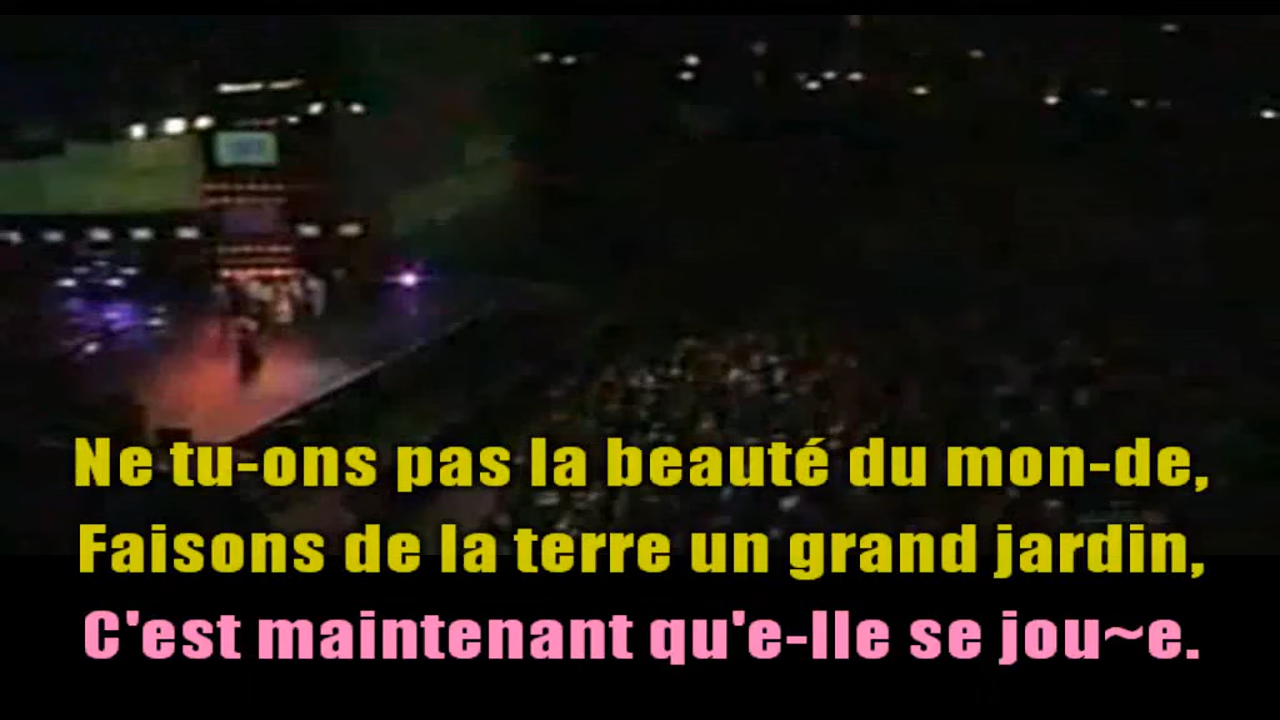 Ne tu-ons pas la beauté du mon-de,
Faisons de la terre un grand jardin,
C'est maintenant qu'e-lle se jou~e.